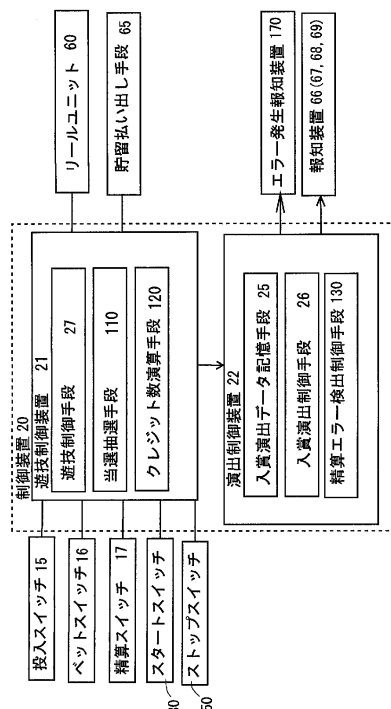 制御装置 20
投入スイッチ 15
ベットスイッチ 16
精算スイッチ 17
スタートスイッチ
30
ストップスイッチ
50
遊技制御装置 21
遊技制御手段 27
当選抽選手段 110
クレジット数演算手段 120
リールユニット 60
貯留払い出し手段 65
演出制御装置 22
入賞演出データ記憶手段 25
入賞演出制御手段 26
精算エラー検出制御手段 130
エラー発生報知装置 170
報知装置 66 (67, 68, 69)